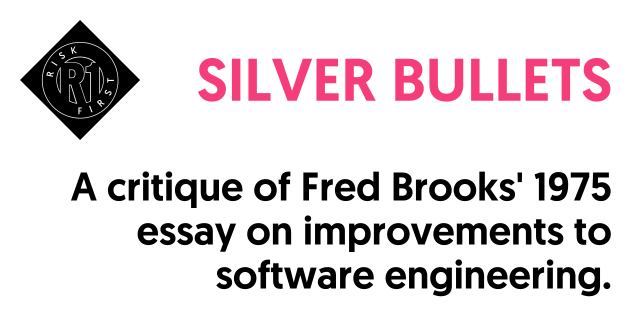 RISK
R1
FIRST
SILVER BULLETS
A critique of Fred Brooks' 1975
essay on improvements to
software engineering.